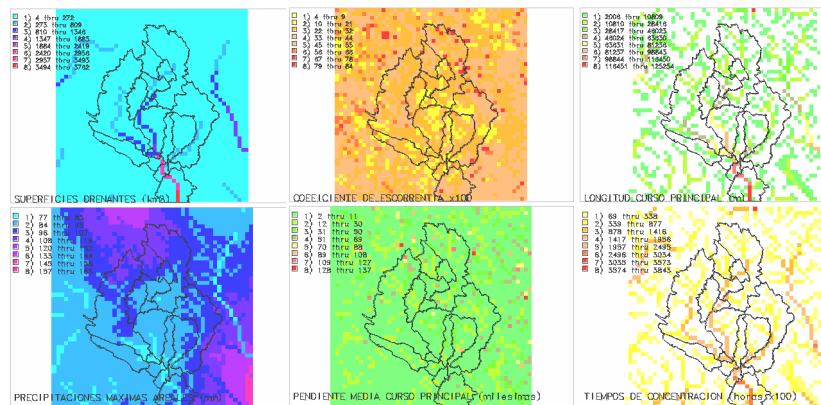 1) 4 thru 272
2) 273 thru 809
3) 810 thru 1346
4) 1347 thru 1883
5) 1884 thru 2419
6) 2420 thru 2956
7) 2957 thru 3493
8) 3494 thru 3762
SUPERFICIES DRENANTES (km2)
1) 4 thru 9
2) 10 thru 21
3) 22 thru 32
4) 33 thru 44
5) 45 thru 55
6) 56 thru 66
7) 67 thru 78
8) 79 thru 84
COEFICIENTE DE ESCORRENTIA x100
1) 2006 thru 10809
2) 10810 thru 28416
3) 28417 thru 46023
4) 46024 thru 63630
5) 63631 thru 81236
6) 81237 thru 98843
7) 98844 thru 116450
8) 116451 thru 125254
LONGITUD CURSO PRINCIPAL (m)
1) 77 thru
2) 84 thru
3) 96 thru 107
4) 108 thru
5) 120 thru
6) 133 thru
7) 145 thru
8) 157 thru
PRECIPITACIONES MAXIMAS AREALES (mm)
1) 2 thru 11
2) 12 thru 30
3) 31 thru 50
4) 51 thru 69
5) 70 thru 88
6) 89 thru 108
7) 109 thru 127
8) 128 thru 137
PENDIENTE MEDIA CURSO PRINCIPAL (milesimas)
1) 69 thru 338
2) 339 thru 877
3) 878 thru 1416
4) 1417 thru 1956
5) 1957 thru 2495
6) 2496 thru 3034
7) 3035 thru 3573
8) 3574 thru 3843
TIEMPOS DE CONCENTRACION (horas x100)